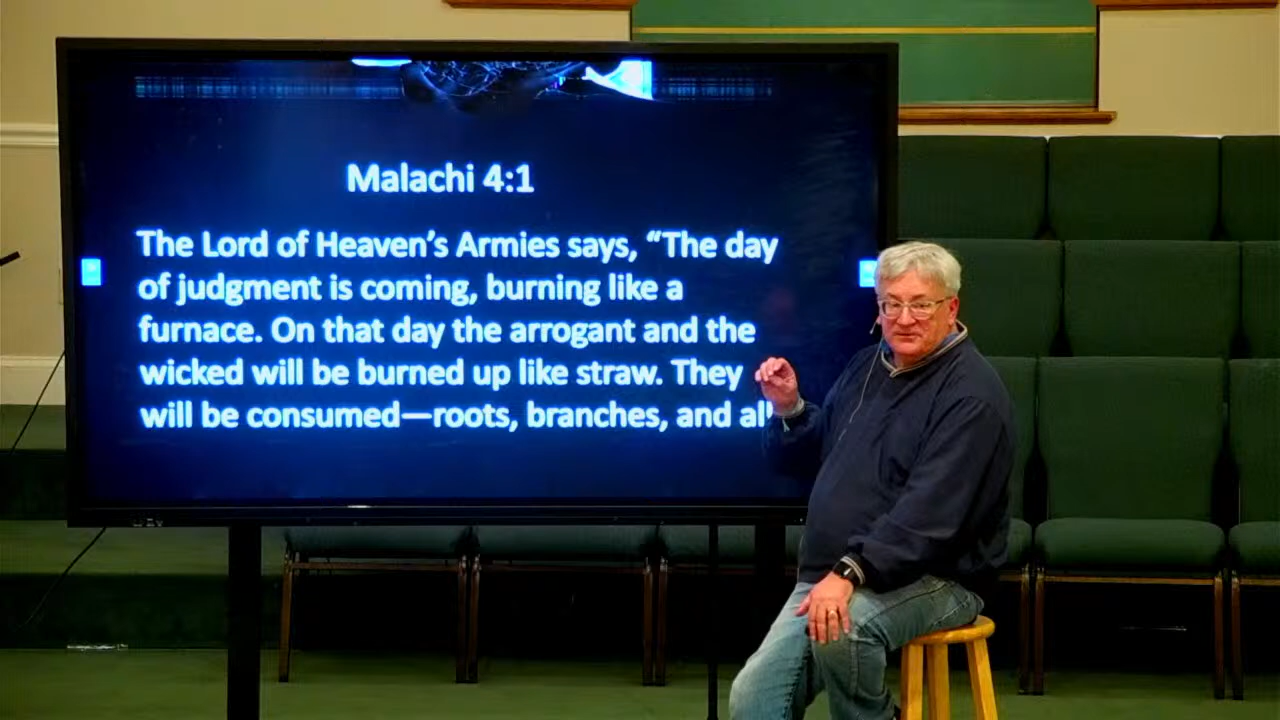 Malachi 4:1
The Lord of Heaven’s Armies says, “The day
of judgment is coming, burning like a
furnace. On that day the arrogant and the
wicked will be burned up like straw. They
will be consumed—roots, branches, and all